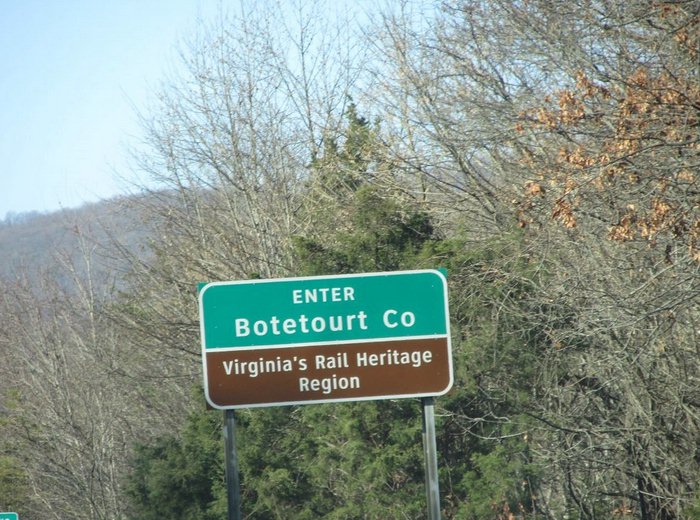 ENTER
Botetourt Co
Virginia's Rail Heritage
Region